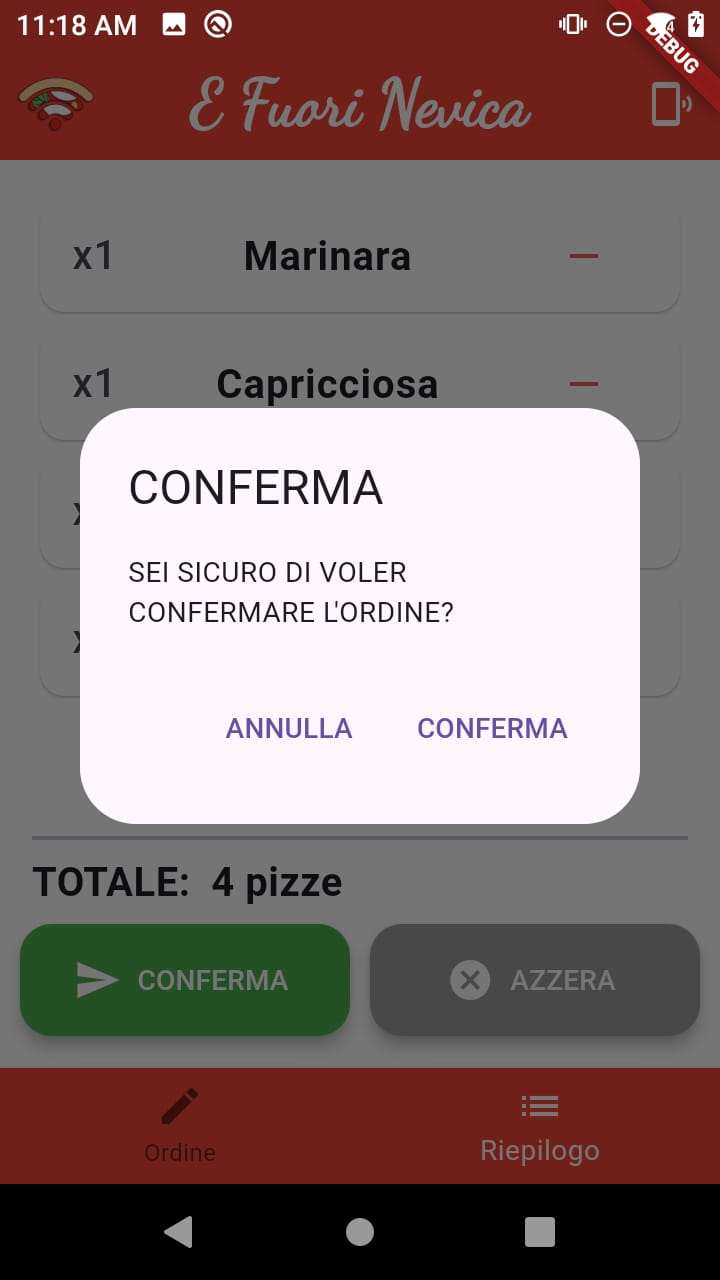 11:18 AM
DEBUG
E Fuori Nevica
x1 Marinara
x1 Capricciosa
CONFERMA
SEI SICURO DI VOLER
CONFERMARE L'ORDINE?
ANNULLA CONFERMA
TOTALE: 4 pizze
CONFERMA AZZERA
Ordine Riepilogo